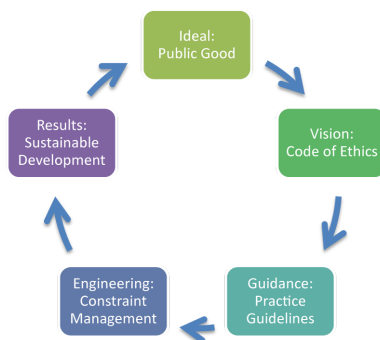 Ideal:
Public Good
Vision:
Code of Ethics
Guidance:
Practice
Guidelines
Engineering:
Constraint
Management
Results:
Sustainable
Development